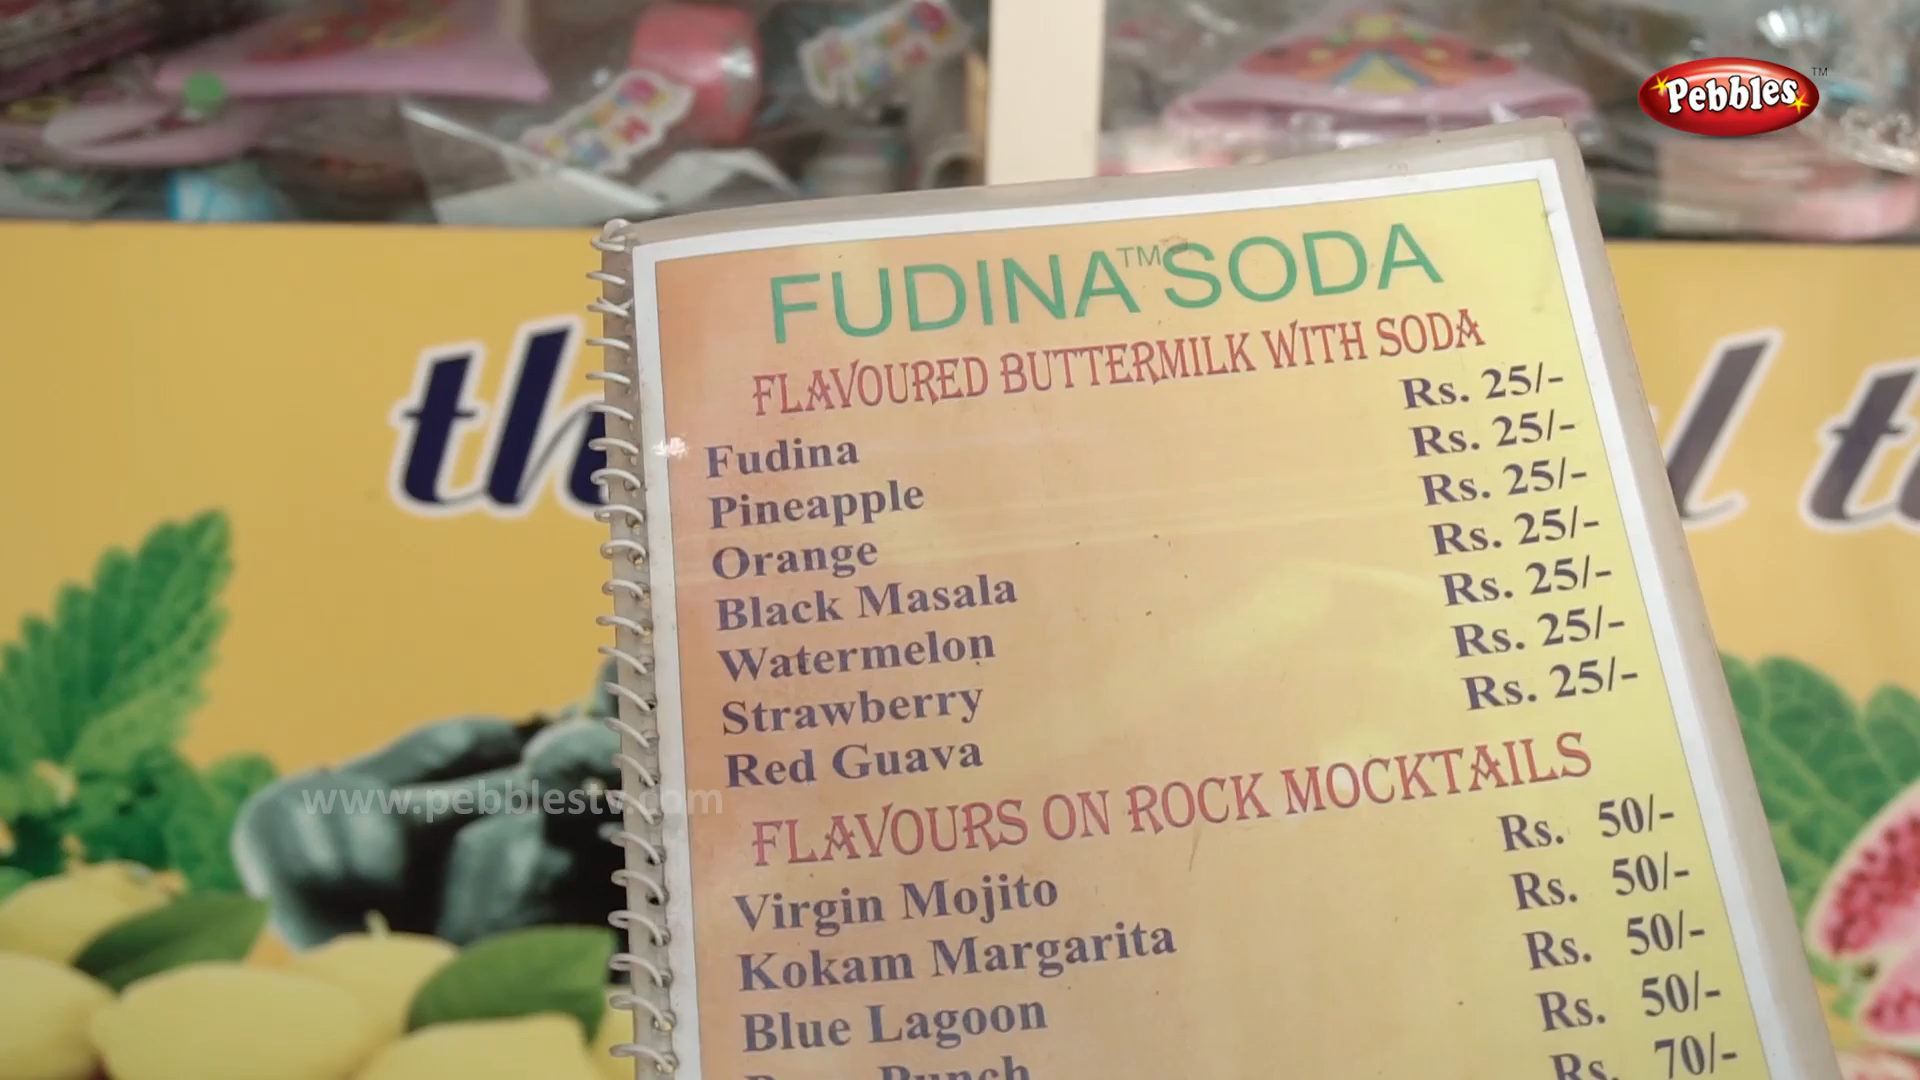 Pebbles TM
FUDINA™ SODA
FLAVOURED BUTTERMILK WITH SODA
Fudina Rs. 25/-
Pineapple Rs. 25/-
Orange Rs. 25/-
Black Masala Rs. 25/-
Watermelon Rs. 25/-
Strawberry Rs. 25/-
Red Guava Rs. 25/-
FLAVOURS ON ROCK MOCKTAILS
Virgin Mojito Rs. 50/-
Kokam Margarita Rs. 50/-
Blue Lagoon Rs. 50/-
Punch Rs. 50/-
Rs. 70/-
www.pebblestv.com